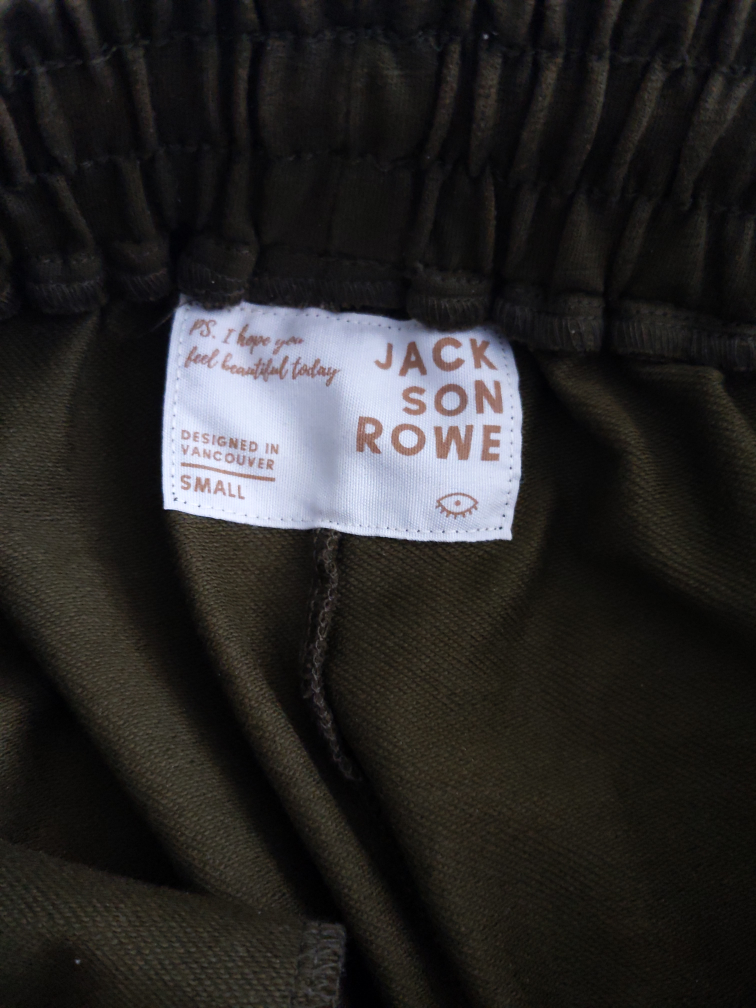 PS. I hope you
feel beautiful today
JACK
SON
ROWE
DESIGNED IN
VANCOUVER
SMALL